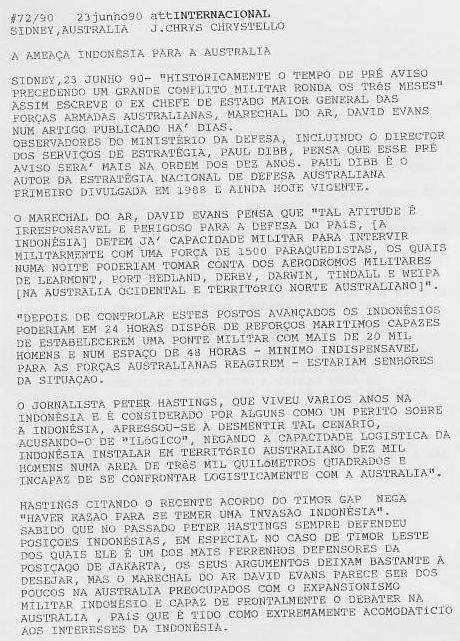 #72/90 23junho90 attINTERNACIONAL
SIDNEY,AUSTRALIA J.CHRYS CHRYSTELLO
A AMEAÇA INDONÉSIA PARA A AUSTRALIA
SIDNEY,23 JUNHO 90- "HISTóRICAMENTE O TEMPO DE PRÉ AVISO
PRECEDENDO UM GRANDE CONFLITO MILITAR RONDA OS TRêS MESES"
ASSIM ESCREVE O EX CHEFE DE ESTADO MAIOR GENERAL DAS
FORÇAS ARMADAS AUSTRALIANAS, MARECHAL DO AR, DAVID EVANS
NUM ARTIGO PUBLICADO HA' DIAS.
OBSERVADORES DO MINISTÉRIO DA DEFESA, INCLUINDO O DIRECTOR
DOS SERVIÇOS DE ESTRATÉGIA, PAUL DIBB, PENSA QUE ESSE PRÉ
AVISO SERA' MAIS NA ORDEM DOS DEZ ANOS. PAUL DIBB É O
AUTOR DA ESTRATÉGIA NACIONAL DE DEFESA AUSTRALIANA
PRIMEIRO DIVULGADA EM 1988 E AINDA HOJE VIGENTE.
O MARECHAL DO AR, DAVID EVANS PENSA QUE "TAL ATITUDE É
IRRESPONSAVEL E PERIGOSO PARA A DEFESA DO PAíS, [A
INDONÉSIA] DETEM JA' CAPACIDADE MILITAR PARA INTERVIR
MILITARMENTE COM UMA FORÇA DE 1500 PARAQUEDISTAS, OS QUAIS
NUMA NOITE PODERIAM TOMAR CONTA DOS AERODROMOS MILITARES
DE LEARMONT, PORT HEDLAND, DERBY, DARWIN, TINDALL E WEIPA
[NA AUSTRALIA OCIDENTAL E TERRITóRIO NORTE AUSTRALIANO]".
"DEPOIS DE CONTROLAR ESTES POSTOS AVANÇADOS OS INDONÉSIOS
PODERIAM EM 24 HORAS DISPóR DE REFORÇOS MARITIMOS CAPAZES
DE ESTABELECEREM UMA PONTE MILITAR COM MAIS DE 20 MIL
HOMENS E NUM ESPAÇO DE 48 HORAS - MINIMO INDISPENSAVEL
PARA AS FORÇAS AUSTRALIANAS REAGIREM - ESTARIAM SENHORES
DA SITUAÇAO.
O JORNALISTA PETER HASTINGS, QUE VIVEU VARIOS ANOS NA
INDONÉSIA E É CONSIDERADO POR ALGUNS COMO UM PERITO SOBRE
A INDONÉSIA, APRESSOU-SE A DESMENTIR TAL CENARIO,
ACUSANDO-O DE "ILóGICO", NEGANDO A CAPACIDADE LOGISTICA DA
INDONÉSIA INSTALAR EM TERRITóRIO AUSTRALIANO DEZ MIL
HOMENS NUMA AREA DE TRêS MIL QUILóMETROS QUADRADOS E
INCAPAZ DE SE CONFRONTAR LOGISTICAMENTE COM A AUSTRALIA".
HASTINGS CITANDO O RECENTE ACORDO DO TIMOR GAP NEGA
"HAVER RAZAO PARA SE TEMER UMA INVASAO INDONÉSIA".
SABIDO QUE NO PASSADO PETER HASTINGS SEMPRE DEFENDEU
POSIÇOES INDONÉSIAS, EM ESPECIAL NO CASO DE TIMOR LESTE
DOS QUAIS ELE É UM DOS MAIS FERRENHOS DEFENSORES DA
POSIÇAÇO DE JAKARTA, OS SEUS ARGUMENTOS DEIXAM BASTANTE A
DESEJAR, MAS O MARECHAL DO AR DAVID EVANS PARECE SER DOS
POUCOS NA AUSTRALIA PREOCUPADOS COM O EXPANSIONISMO
MILITAR INDONÉSIO E CAPAZ DE FRONTALMENTE O DEBATER NA
AUSTRALIA , PAíS QUE É TIDO COMO EXTREMAMENTE ACOMODATíCIO
AOS INTERESSES DA INDONÉSIA.